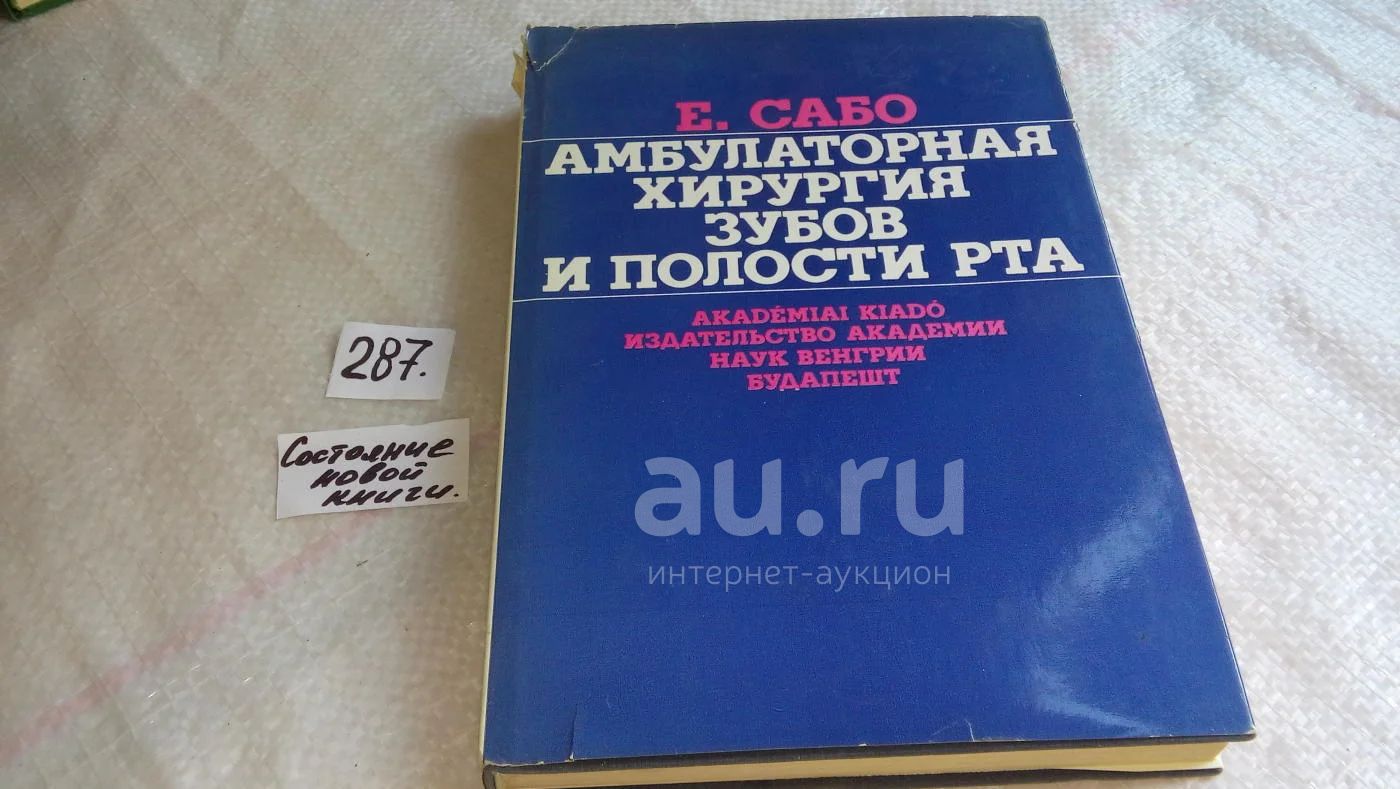 Е. САБО
АМБУЛАТОРНАЯ
ХИРУРГИЯ
ЗУБОВ
И ПОЛОСТИ РТА
AKADÉMIAI KIADÓ
ИЗДАТЕЛЬСТВО АКАДЕМИИ
НАУК ВЕНГРИИ
БУДАПЕШТ
287.
Состояние
новой
книги.
au.ru
интернет-аукцион